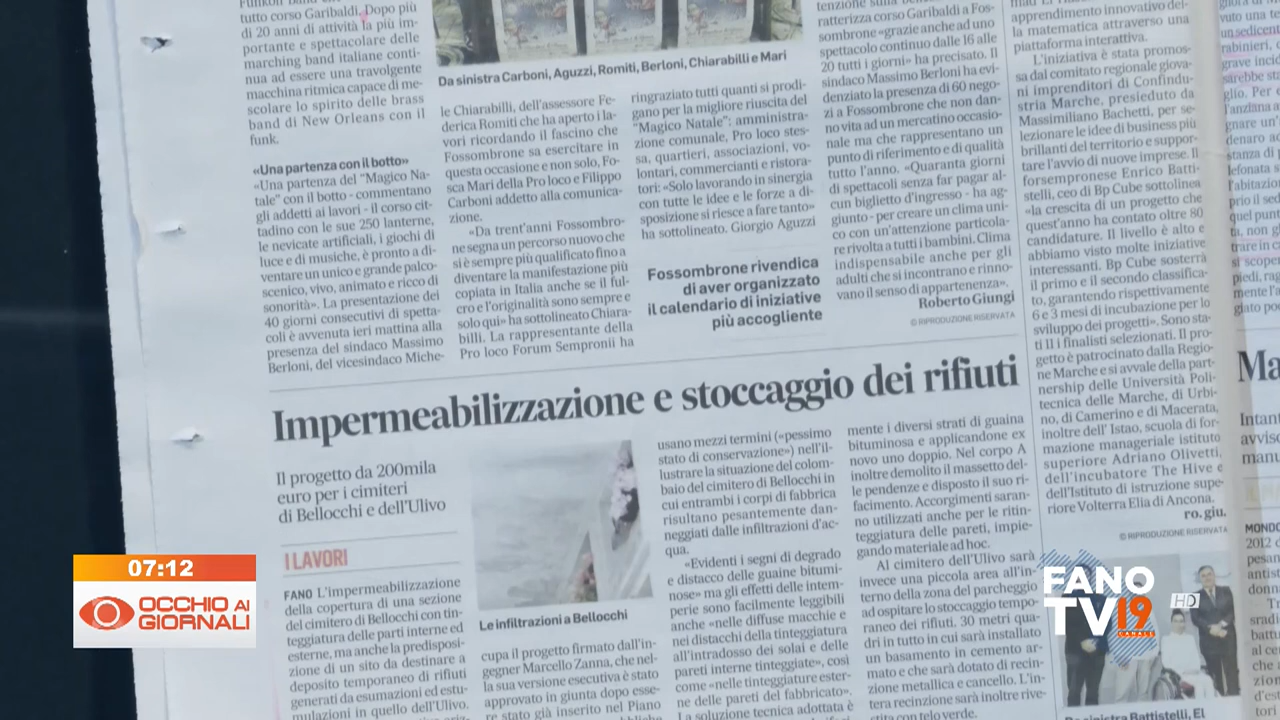 tutto corso Garibaldi. Dopo più
di 20 anni di attività la più im-
portante e spettacolare delle
marching band italiane conti-
nua ad essere una travolgente
macchina ritmica capace di me-
scolare lo spirito delle brass
band di New Orleans con il
funk.
«Una partenza con il botto»
«Una partenza del "Magico Na-
tale" con il botto - commentano
gli addetti ai lavori - il corso cit-
tadino con le sue 250 lanterne,
le nevicate artificiali, i giochi di
luce e di musiche, è pronto a di-
ventare un unico e grande palco-
scenico, vivo, animato e ricco di
sonorità». La presentazione dei
40 giorni consecutivi di spetta-
coli è avvenuta ieri mattina alla
presenza del sindaco Massimo
Berloni, del vicesindaco Miche-
Da sinistra Carboni, Aguzzi, Romiti, Berloni, Chiarabilli e Mari
le Chiarabilli, dell'assessore Fe-
derica Romiti che ha aperto i la-
vori ricordando il fascino che
Fossombrone sa esercitare in
questa occasione e non solo, Fo-
sca Mari della Pro loco e Filippo
Carboni addetto alla comunica-
zione.
«Da trent'anni Fossombro-
ne segna un percorso nuovo che
si è sempre più qualificato fino a
diventare la manifestazione più
copiata in Italia anche se il ful-
cro e l'originalità sono sempre e
solo qui» ha sottolineato Chiara-
billi. La rappresentante della
Pro loco Forum Sempronii ha
ringraziato tutti quanti si prodi-
gano per la migliore riuscita del
"Magico Natale": amministra-
zione comunale, Pro loco stes-
sa, quartieri, associazioni, vo-
lontari, commercianti e ristora-
tori: «Solo lavorando in sinergia
con tutte le idee e le forze a di-
sposizione si riesce a fare tanto»
ha sottolineato. Giorgio Aguzzi
Fossombrone rivendica
di aver organizzato
il calendario di iniziative
più accogliente
ratterizza corso Garibaldi a Fos-
sombrone «grazie anche ad uno
spettacolo continuo dalle 16 alle
20 tutti i giorni» ha precisato. Il
sindaco Massimo Berloni ha evi-
denziato la presenza di 60 nego-
zi a Fossombrone che non dan-
no vita ad un mercatino occasio-
nale ma che rappresentano un
punto di riferimento e di qualità
tutto l'anno. «Quaranta giorni
di spettacoli senza far pagar al-
cun biglietto d'ingresso - ha ag-
giunto - per creare un clima uni-
co con un'attenzione particola-
re rivolta a tutti i bambini. Clima
indispensabile anche per gli
adulti che si incontrano e rinno-
vano il senso di appartenenza».
Roberto Giungi
© RIPRODUZIONE RISERVATA
apprendimento innovativo del-
la matematica attraverso una
piattaforma interattiva.
L'iniziativa è stata promos-
sa dal comitato regionale giova-
ni imprenditori di Confindu-
stria Marche, presieduto da
Massimiliano Bachetti, per se-
lezionare le idee di business più
brillanti del territorio e suppor-
tare l'avvio di nuove imprese. Il
forsempronese Enrico Batti-
stelli, ceo di Bp Cube sottolinea
«la crescita di un progetto che
quest'anno ha contato oltre 80
candidature. Il livello è alto e
abbiamo visto molte iniziative
interessanti. Bp Cube sosterrà
il primo e il secondo classifica-
to, garantendo rispettivamente
6 e 3 mesi di incubazione per lo
sviluppo dei progetti». Sono sta-
ti 11 i finalisti selezionati. Il pro-
getto è patrocinato dalla Regio-
ne Marche e si avvale della part-
nership delle Università Poli-
tecnica delle Marche, di Urbi-
no, di Camerino e di Macerata,
inoltre dell'Istao, scuola di for-
mazione manageriale istituto
superiore Adriano Olivetti,
dell'incubatore The Hive e
dell'Istituto di istruzione supe-
riore Volterra Elia di Ancona.
ro. giu.
© RIPRODUZIONE RISERVATA
Impermeabilizzazione e stoccaggio dei rifiuti
Il progetto da 200mila
euro per i cimiteri
di Bellocchi e dell'Ulivo
I LAVORI
FANO L'impermeabilizzazione
della copertura di una sezione
del cimitero di Bellocchi e tin-
teggiatura delle parti interne ed
esterne, ma anche la predisposi-
zione di un sito da destinare a
deposito temporaneo di rifiuti
generati da esumazioni ed estu-
mulazioni in quello dell'Ulivo.
Le infiltrazioni a Bellocchi
cupa il progetto firmato dall'in-
gegner Marcello Zanna, che nel-
la sua versione esecutiva è stato
approvato in giunta dopo esse-
re stato già inserito nel Piano
usano mezzi termini («pessimo
stato di conservazione») nell'il-
lustrare la situazione del colom-
baio del cimitero di Bellocchi in
cui entrambi i corpi di fabbrica
risultano pesantemente dan-
neggiati dalle infiltrazioni d'ac-
qua.
«Evidenti i segni di degrado
e distacco delle guaine bitumi-
nose» ma gli effetti delle intem-
perie sono facilmente leggibili
anche «nelle diffuse macchie e
nei distacchi della tinteggiatura
all'intradosso dei solai e delle
pareti interne tinteggiate», così
come «nelle tinteggiature ester-
ne delle pareti del fabbricato».
La soluzione tecnica adottata è
mente i diversi strati di guaina
bituminosa e applicandone ex
novo uno doppio. Nel corpo A
inoltre demolito il massetto del-
le pendenze e disposto il suo ri-
facimento. Accorgimenti saran-
no utilizzati anche per la ritin-
teggiatura delle pareti, impie-
gando materiale ad hoc.
Al cimitero dell'Ulivo sarà
invece una piccola area all'in-
terno della zona del parcheggio
ad ospitare lo stoccaggio tempo-
raneo dei rifiuti. 30 metri qua-
dri in tutto in cui sarà installato
un basamento in cemento ar-
mato e che sarà dotato di recin-
zione metallica e cancello. L'in-
tera recinzione sarà inoltre rive-
stita con telo verde.
Ma
07:12
OCCHIO AI
GIORNALI
FANO
TV19
CANALE
HD